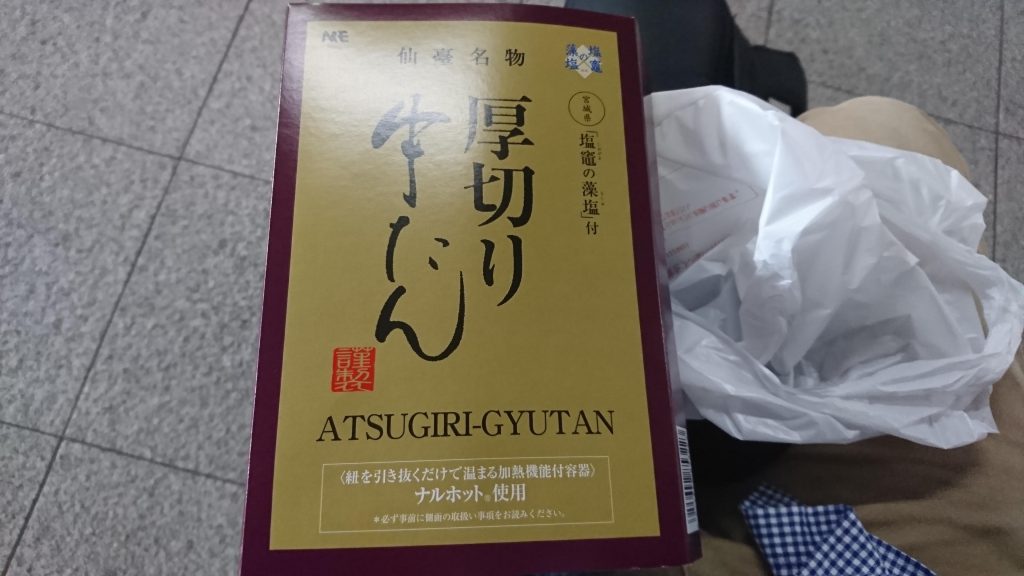 NRE
仙臺名物
塩竈の藻塩
宮城県
「塩竈の藻塩」付
厚切り
牛たん
謹製
ATSUGIRI-GYUTAN
〈紐を引き抜くだけで温まる加熱機能付容器〉
ナルホット®使用
＊必ず事前に側面の取扱い事項をお読みください。